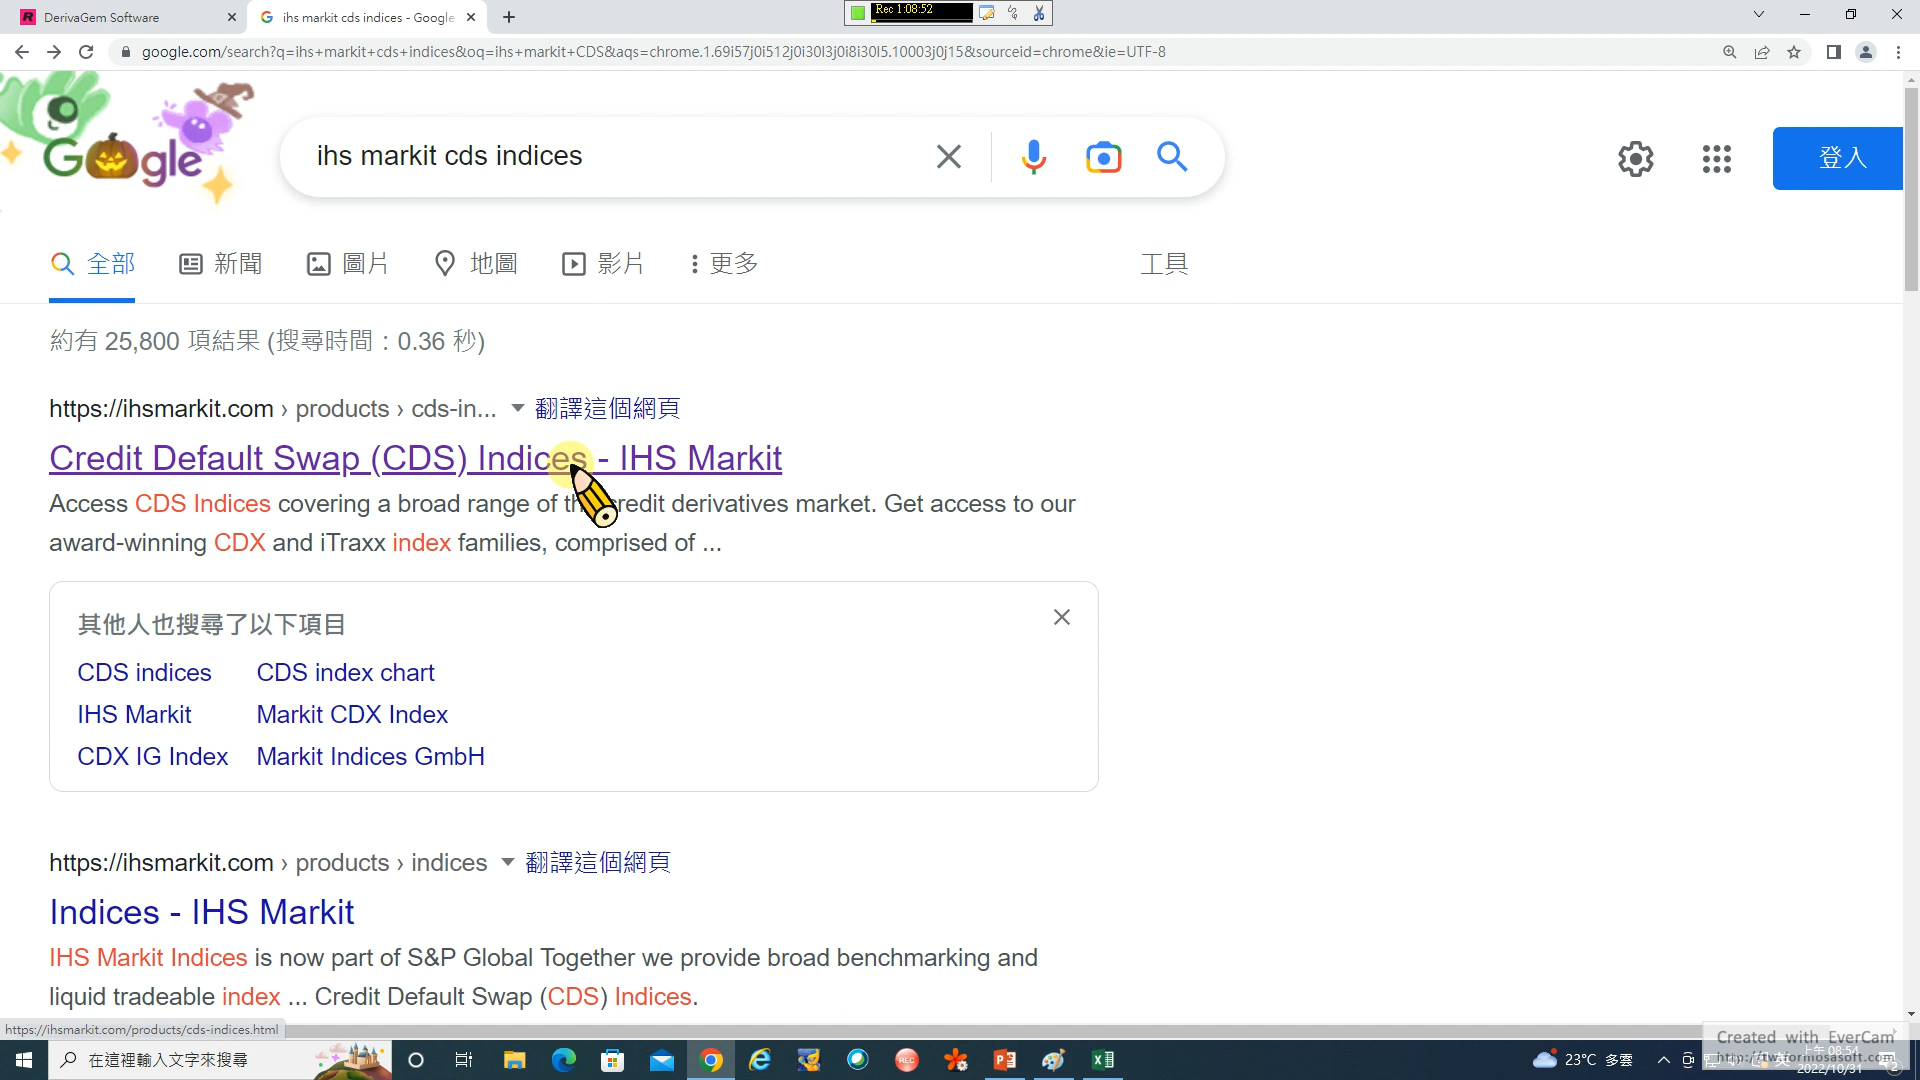 DerivaGem Software
ihs markit cds indices - Google
Rec 1:08:52
google.com/search?q=ihs+markit+cds+indices&oq=ihs+markit+CDS&aqs=chrome.1.69i57j0i512j0i30l3j0i8i30l5.10003j0j15&sourceid=chrome&ie=UTF-8
Google
ihs markit cds indices
登入
全部
新聞
圖片
地圖
影片
更多
工具
約有 25,800 項結果 (搜尋時間：0.36 秒)
https://ihsmarkit.com › products › cds-in... 翻譯這個網頁
Credit Default Swap (CDS) Indices - IHS Markit
Access CDS Indices covering a broad range of the credit derivatives market. Get access to our
award-winning CDX and iTraxx index families, comprised of ...
其他人也搜尋了以下項目
CDS indices CDS index chart
IHS Markit Markit CDX Index
CDX IG Index Markit Indices GmbH
https://ihsmarkit.com › products › indices 翻譯這個網頁
Indices - IHS Markit
IHS Markit Indices is now part of S&P Global Together we provide broad benchmarking and
liquid tradeable index ... Credit Default Swap (CDS) Indices.
https://ihsmarkit.com/products/cds-indices.html
Created with EverCam
在這裡輸入文字來搜尋
REC
23°C 多雲
英
上午 08:54
2022/10/31